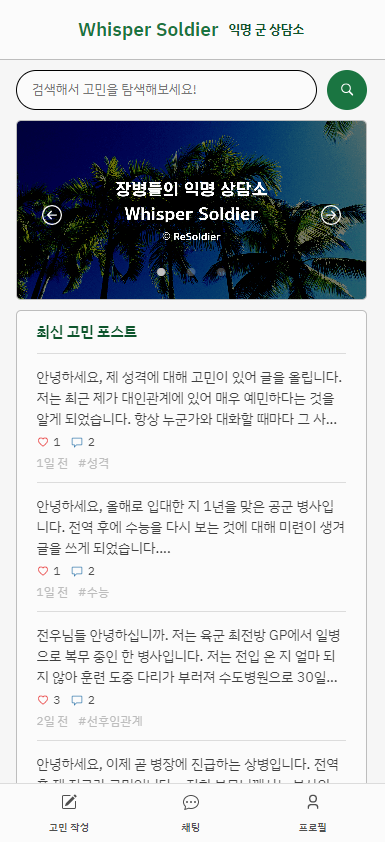 Whisper Soldier 익명 군 상담소
검색해서 고민을 탐색해보세요!
장병들의 익명 상담소
Whisper Soldier
© ReSoldier
최신 고민 포스트
안녕하세요, 제 성격에 대해 고민이 있어 글을 올립니다.
저는 최근 제가 대인관계에 있어 매우 예민하다는 것을
알게 되었습니다. 항상 누군가와 대화할 때마다 그 사...
1 2
1일 전 #성격
안녕하세요, 올해로 입대한 지 1년을 맞은 공군 병사입
니다. 전역 후에 수능을 다시 보는 것에 대해 미련이 생겨
글을 쓰게 되었습니다....
1 2
1일 전 #수능
전우님들 안녕하십니까. 저는 육군 최전방 GP에서 일병
으로 복무 중인 한 병사입니다. 저는 전입 온 지 얼마 되
지 않아 훈련 도중 다리가 부러져 수도병원으로 30일...
3 2
2일 전 #선후임관계
안녕하세요, 이제 곧 병장에 진급하는 상병입니다. 전역
고민 작성 채팅 프로필